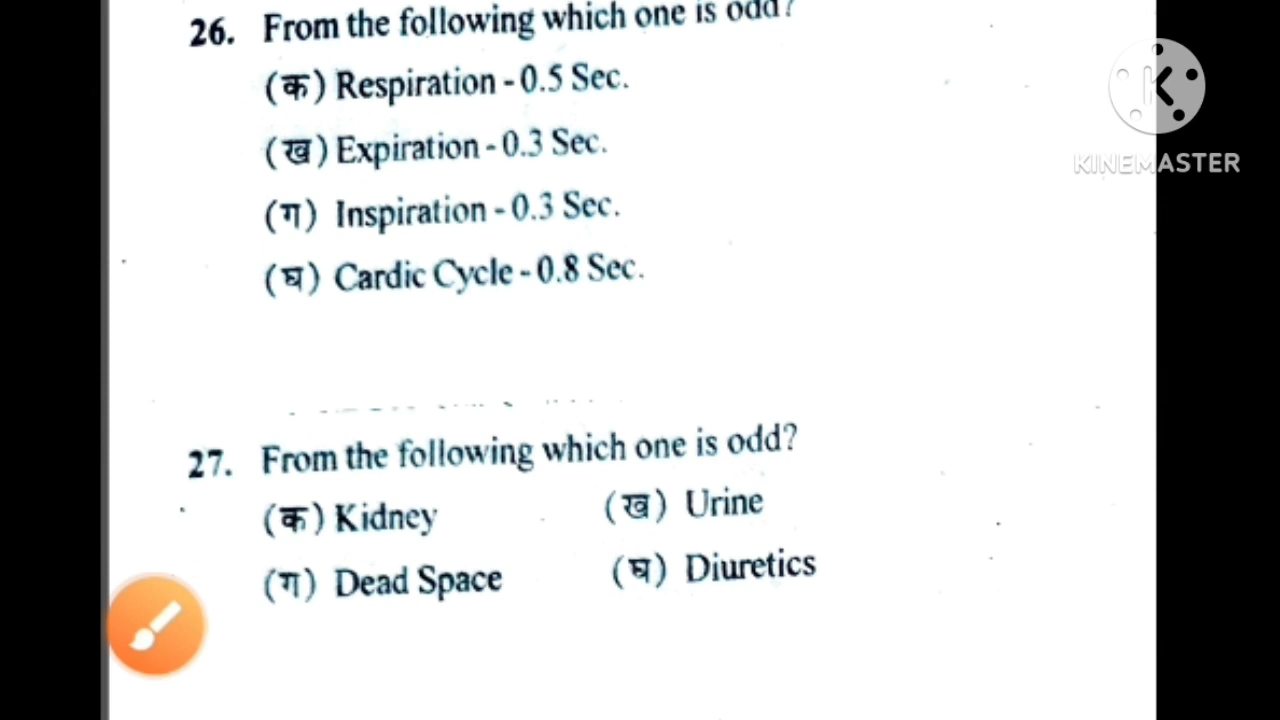 26. From the following which one is odd?
(क) Respiration - 0.5 Sec.
(ख) Expiration - 0.3 Sec.
(ग) Inspiration - 0.3 Sec.
(घ) Cardic Cycle - 0.8 Sec.
KINEMASTER
27. From the following which one is odd?
(क) Kidney (ख) Urine
(ग) Dead Space (घ) Diuretics